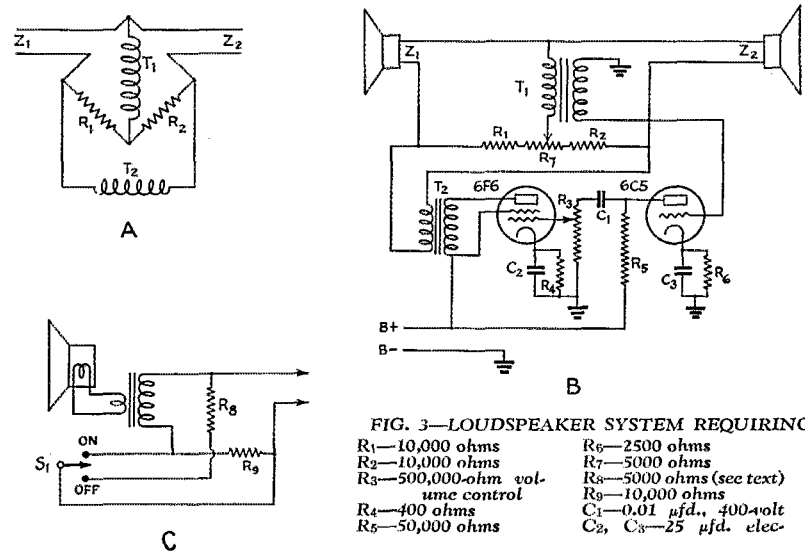 Z1 Z2
T1
R1 R2
T2
A
Z1 Z2
T1
R1 R2
R7
T2 6F6 R3 C1 6C5
C2 R4 R5 C3 R6
B+
B-
B
R8
ON
S1 R9
OFF
C
FIG. 3—LOUDSPEAKER SYSTEM REQUIRING
R1—10,000 ohms
R2—10,000 ohms
R3—500,000-ohm vol-
ume control
R4—400 ohms
R5—50,000 ohms
R6—2500 ohms
R7—5000 ohms
R8—5000 ohms (see text)
R9—10,000 ohms
C1—0.01 µfd., 400-volt
C2, C3—25 µfd. elec-